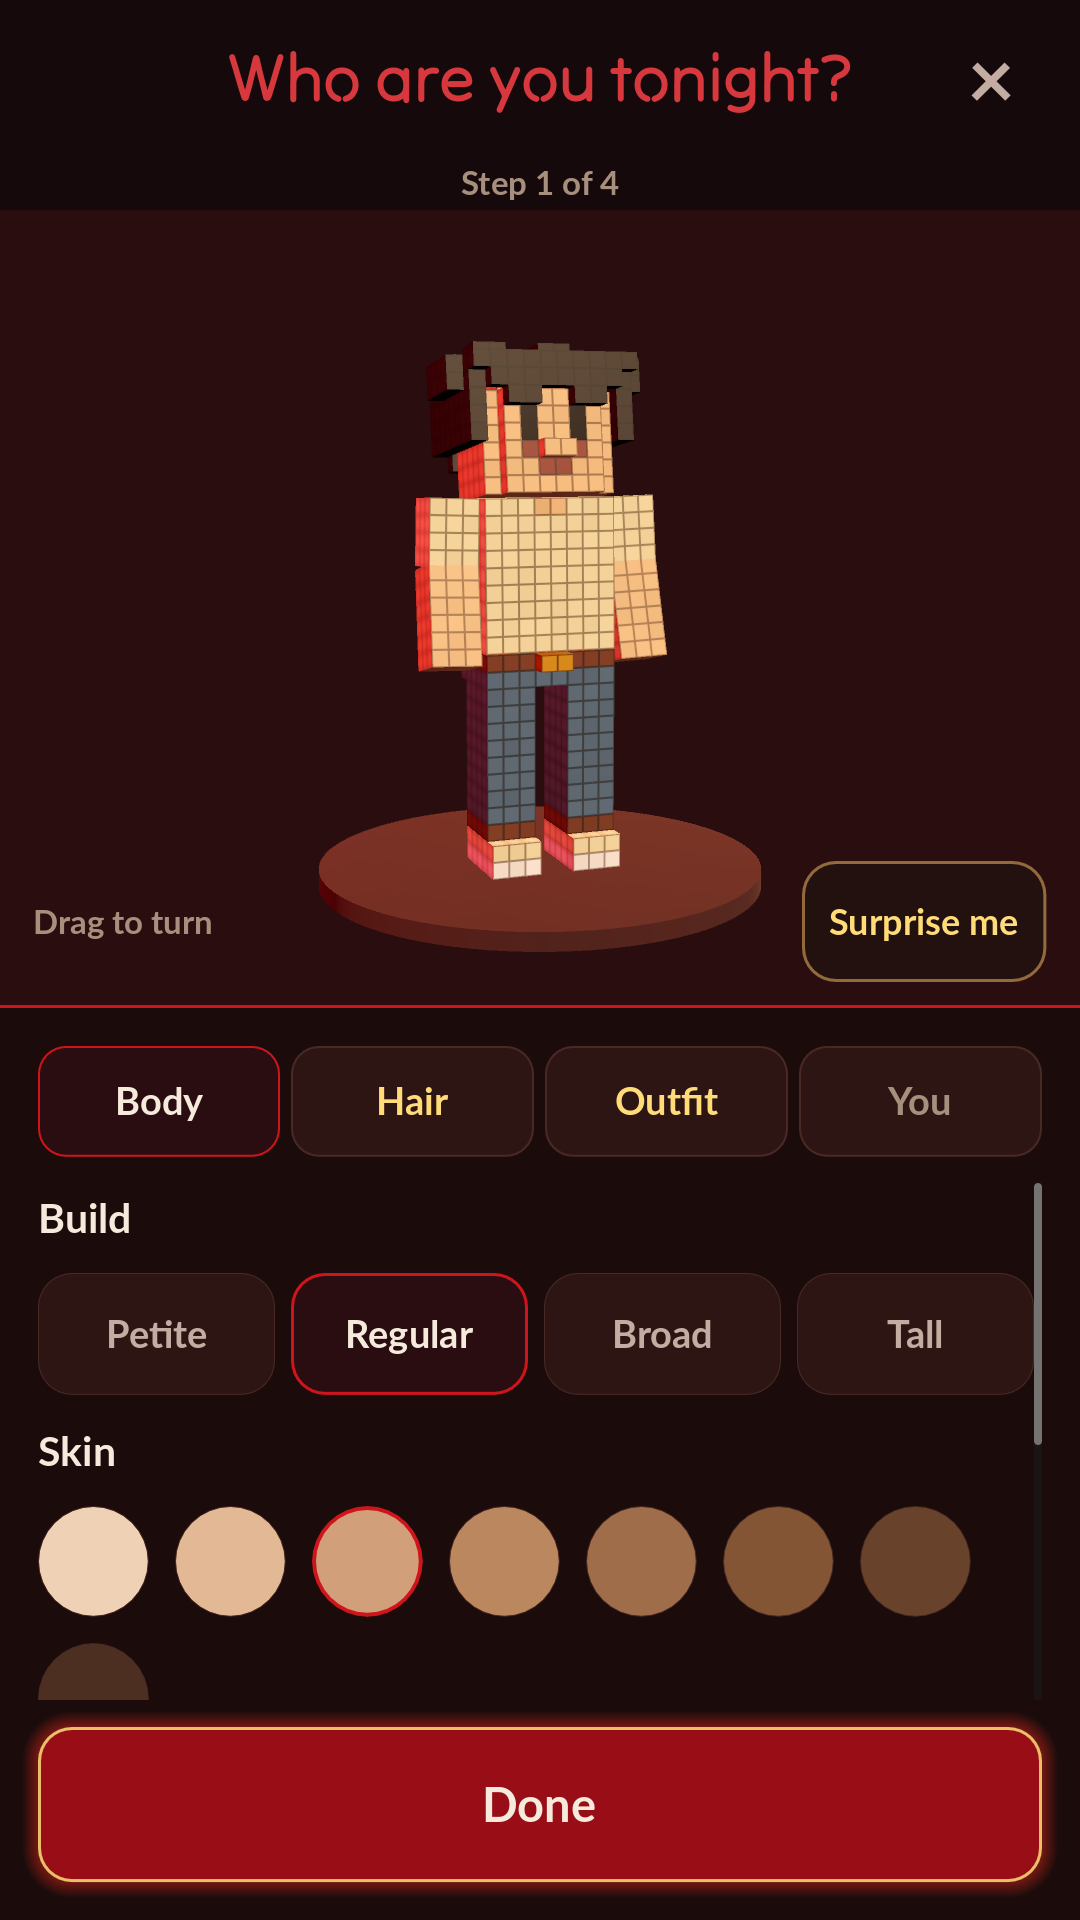 Who are you tonight?
Step 1 of 4
Drag to turn
Surprise me
Body
Hair
Outfit
You
Build
Petite
Regular
Broad
Tall
Skin
Done